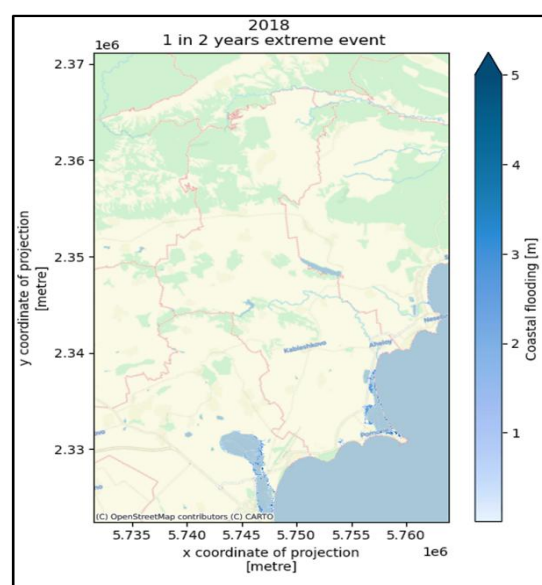 2018
1 in 2 years extreme event
1e6
2.37
2.36
2.35
2.34
2.33
y coordinate of projection
[metre]
Kableshkovo
Aheloy
(C) OpenStreetMap contributors (C) CARTO
5.735 5.740 5.745 5.750 5.755 5.760
1e6
x coordinate of projection
[metre]
5
4
3
2
1
Coastal flooding [m]